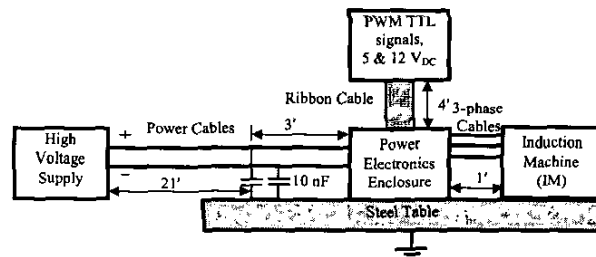 PWM TTL
signals,
5 & 12 VDC
Ribbon Cable
4'
3-phase
Cables
Power Cables
3'
High
Voltage
Supply
+
−
21'
10 nF
Power
Electronics
Enclosure
1'
Induction
Machine
(IM)
Steel Table